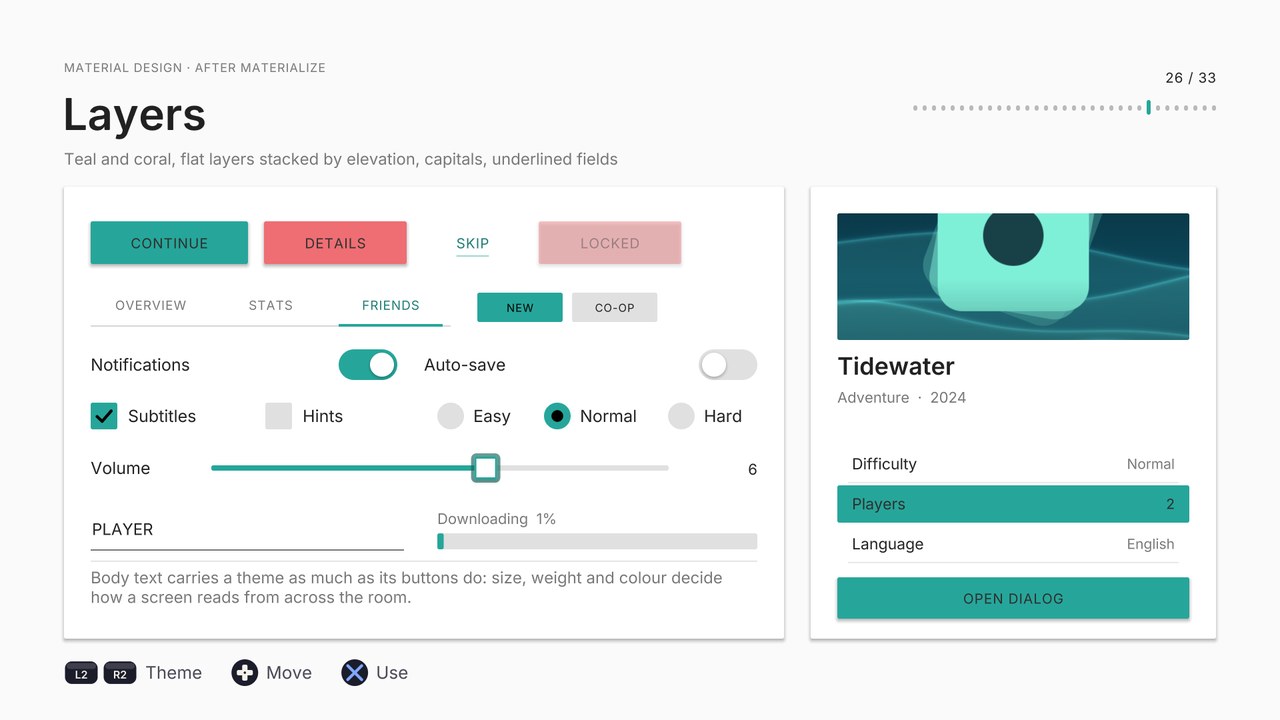 MATERIAL DESIGN · AFTER MATERIALIZE
26 / 33
Layers
Teal and coral, flat layers stacked by elevation, capitals, underlined fields
CONTINUE
DETAILS
SKIP
LOCKED
OVERVIEW
STATS
FRIENDS
NEW
CO-OP
Notifications
Auto-save
Subtitles
Hints
Easy
Normal
Hard
Volume
6
PLAYER
Downloading 1%
Body text carries a theme as much as its buttons do: size, weight and colour decide
how a screen reads from across the room.
Tidewater
Adventure · 2024
Difficulty
Normal
Players
2
Language
English
OPEN DIALOG
L2
R2
Theme
Move
Use